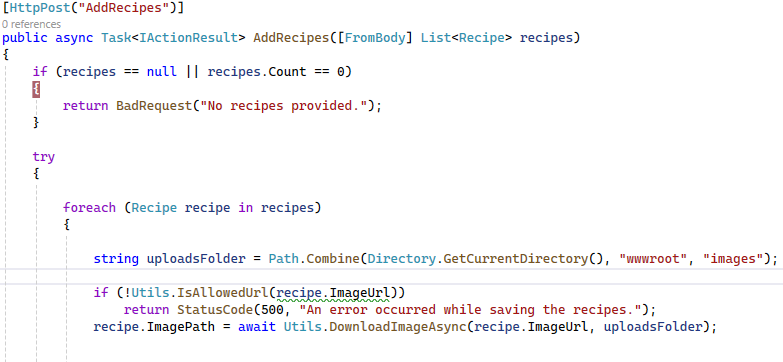 [HttpPost("AddRecipes")]
0 references
public async Task<IActionResult> AddRecipes([FromBody] List<Recipe> recipes)
{
if (recipes == null || recipes.Count == 0)
{
return BadRequest("No recipes provided.");
}
try
{
foreach (Recipe recipe in recipes)
{
string uploadsFolder = Path.Combine(Directory.GetCurrentDirectory(), "wwwroot", "images");
if (!Utils.IsAllowedUrl(recipe.ImageUrl))
return StatusCode(500, "An error occurred while saving the recipes.");
recipe.ImagePath = await Utils.DownloadImageAsync(recipe.ImageUrl, uploadsFolder);